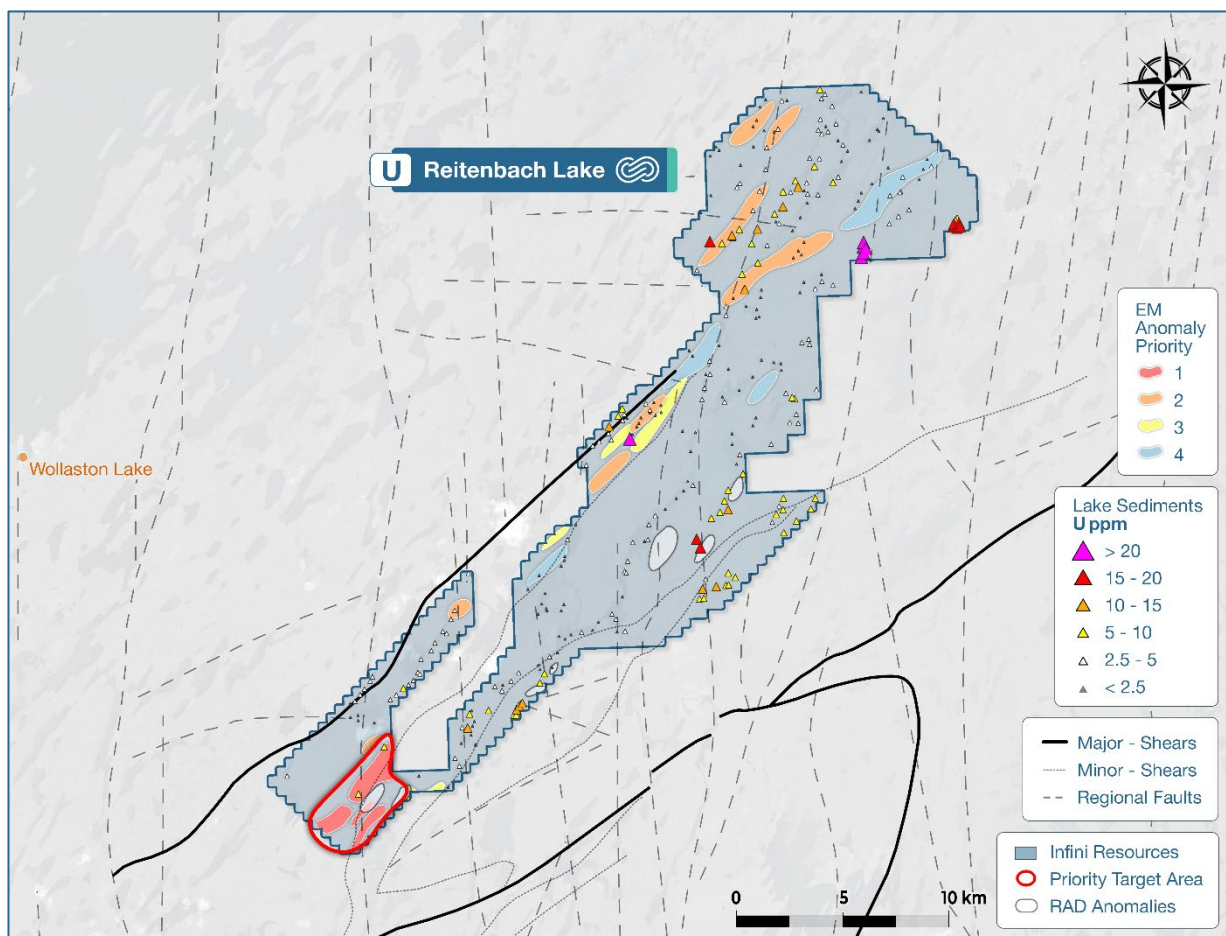 U Reitenbach Lake
Wollaston Lake
EM
Anomaly
Priority
1
2
3
4
Lake Sediments
U ppm
> 20
15 - 20
10 - 15
5 - 10
2.5 - 5
< 2.5
Major - Shears
Minor - Shears
Regional Faults
Infini Resources
Priority Target Area
RAD Anomalies
0 5 10 km